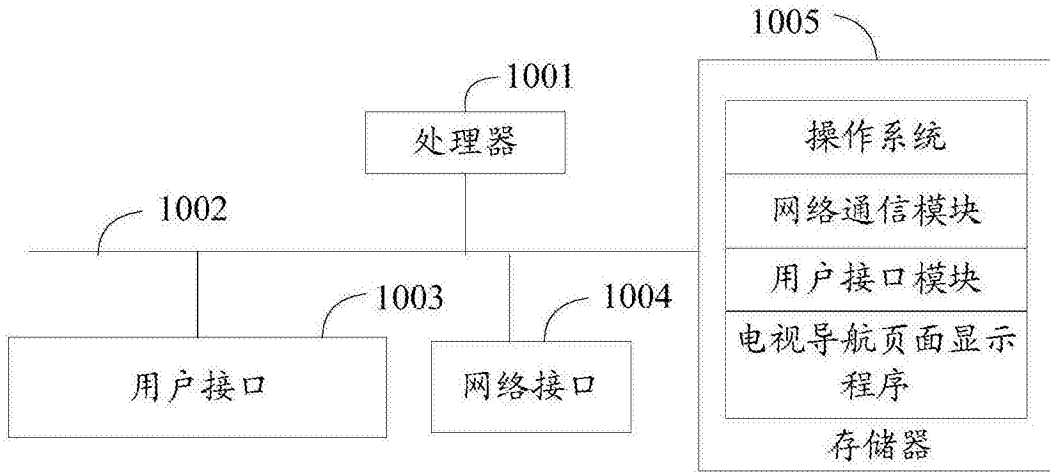 1005
1001
处理器
操作系统
网络通信模块
1002
用户接口模块
1003
1004
电视导航页面显示
程序
用户接口
网络接口
存储器